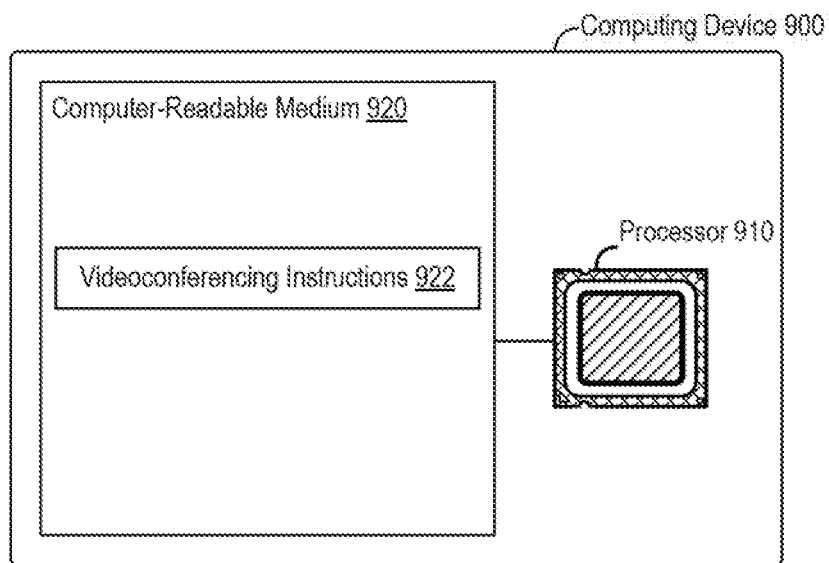 Computing Device 900
Computer-Readable Medium 920
Processor 910
Videoconferencing Instructions 922